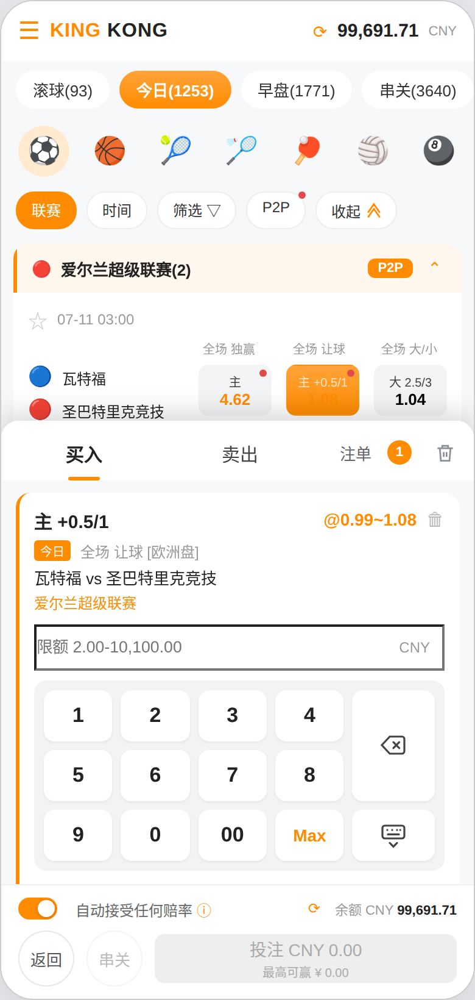 ☰ KING KONG ⟳ 99,691.71 CNY
滚球(93) 今日(1253) 早盘(1771) 串关(3640)
联赛 时间 筛选 ▽ P2P 收起
爱尔兰超级联赛(2) P2P
☆ 07-11 03:00
全场 独赢 全场 让球 全场 大/小
瓦特福 主 主 +0.5/1 大 2.5/3
4.62 1.08 1.04
圣巴特里克竞技
买入 卖出 注单 1
主 +0.5/1 @0.99~1.08
今日 全场 让球 [欧洲盘]
瓦特福 vs 圣巴特里克竞技
爱尔兰超级联赛
限额 2.00-10,100.00 CNY
1 2 3 4
5 6 7 8
9 0 00 Max
自动接受任何赔率 ⓘ ⟳ 余额 CNY 99,691.71
返回 串关 投注 CNY 0.00
最高可赢 ¥ 0.00